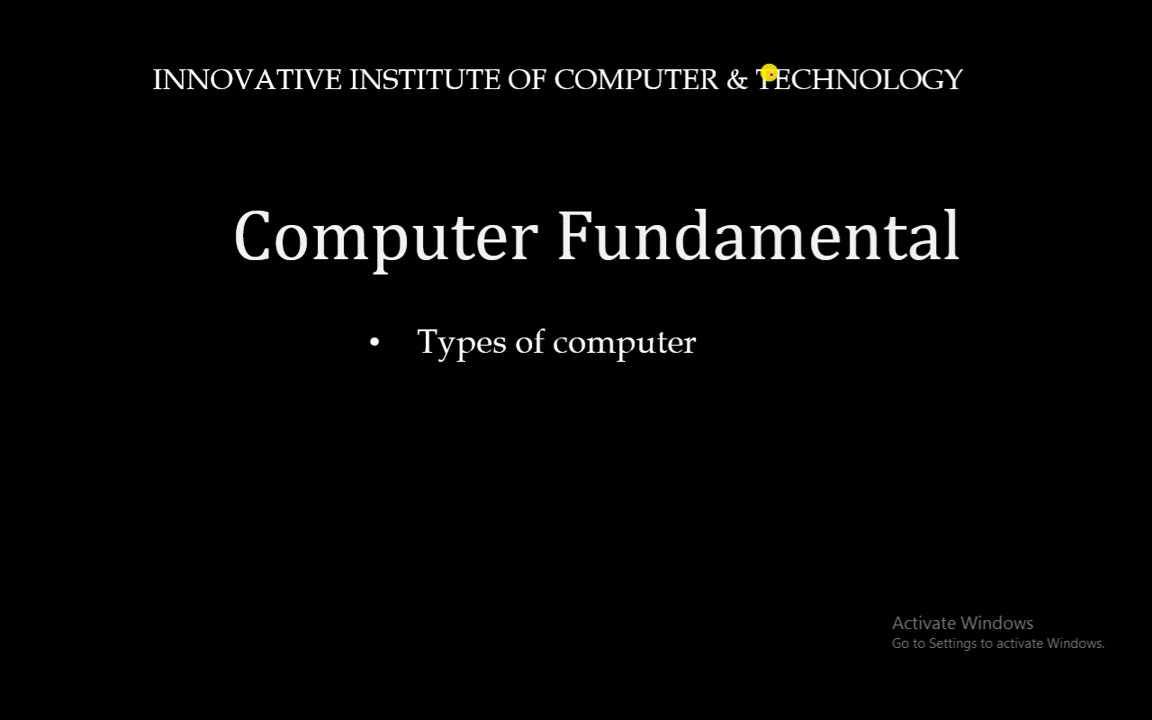 INNOVATIVE INSTITUTE OF COMPUTER & TECHNOLOGY
Computer Fundamental
• Types of computer
Activate Windows
Go to Settings to activate Windows.